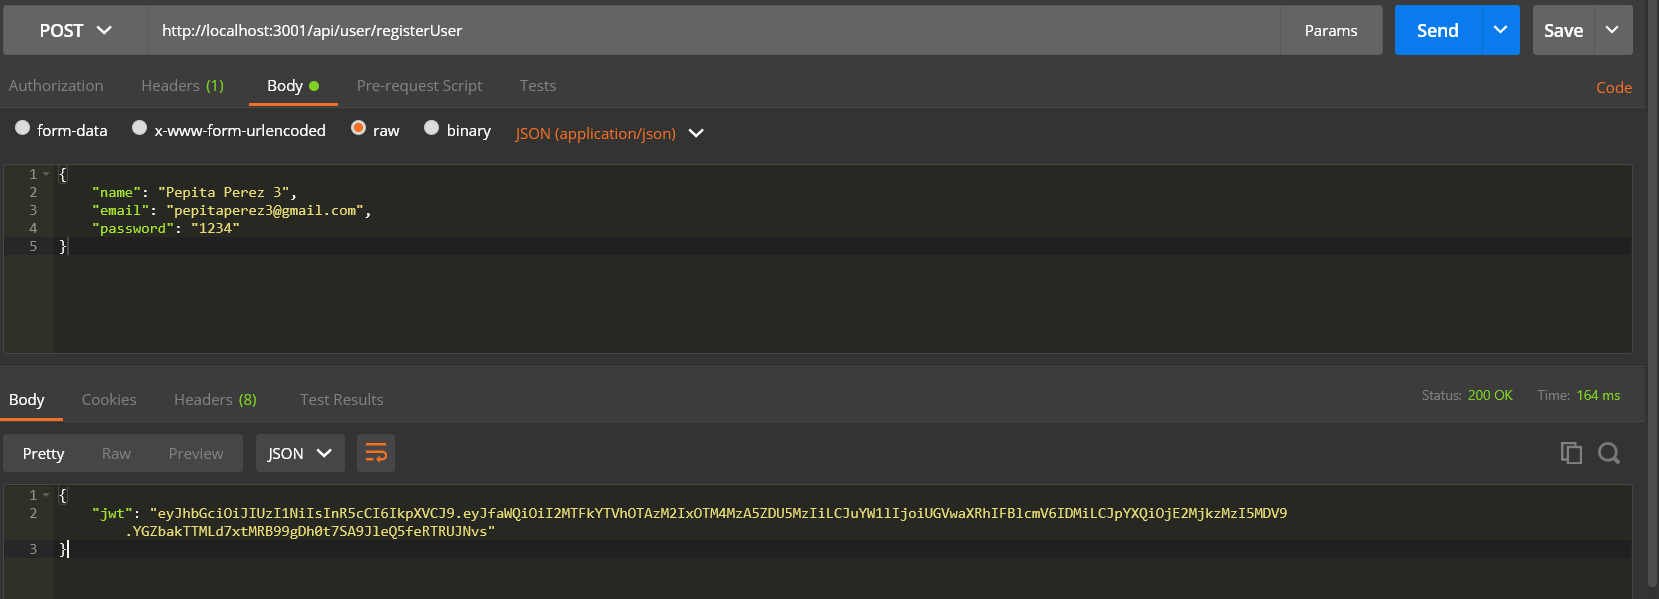 POST http://localhost:3001/api/user/registerUser Params Send Save
Authorization Headers (1) Body Pre-request Script Tests Code
form-data x-www-form-urlencoded raw binary JSON (application/json)
1 {
2 "name": "Pepita Perez 3",
3 "email": "pepitaperez3@gmail.com",
4 "password": "1234"
5 }
Body Cookies Headers (8) Test Results Status: 200 OK Time: 164 ms
Pretty Raw Preview JSON
1 {
2 "jwt": "eyJhbGciOiJIUzI1NiIsInR5cCI6IkpXVCJ9.eyJfaWQiOiI2MTFkYTVhOTAzM2IxOTM4MzA5ZDU5MzIiLCJuYW1lIjoiUGVwaXRhIFBlcmV6IDMiLCJpYXQiOjE2MjkzMzI5MDV9
.YGZbakTTMLd7xtMRB99gDh0t7SA9JleQ5feRTRUJNvs"
3 }